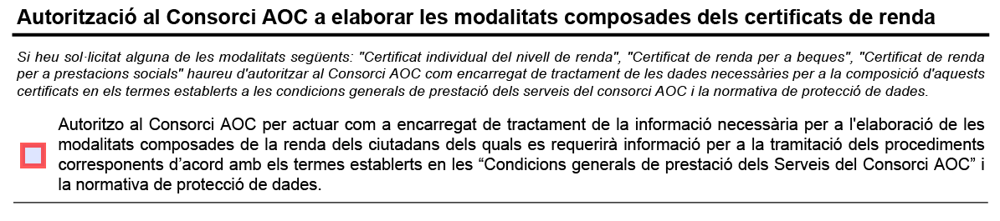 Autorització al Consorci AOC a elaborar les modalitats composades dels certificats de renda
Si heu sol·licitat alguna de les modalitats següents: "Certificat individual del nivell de renda", "Certificat de renda per a beques", "Certificat de renda
per a prestacions socials" haureu d'autoritzar al Consorci AOC com encarregat de tractament de les dades necessàries per a la composició d'aquests
certificats en els termes establerts a les condicions generals de prestació dels serveis del consorci AOC i la normativa de protecció de dades.
Autoritzo al Consorci AOC per actuar com a encarregat de tractament de la informació necessària per a l'elaboració de les
modalitats composades de la renda dels ciutadans dels quals es requerirà informació per a la tramitació dels procediments
corresponents d’acord amb els termes establerts en les “Condicions generals de prestació dels Serveis del Consorci AOC” i
la normativa de protecció de dades.